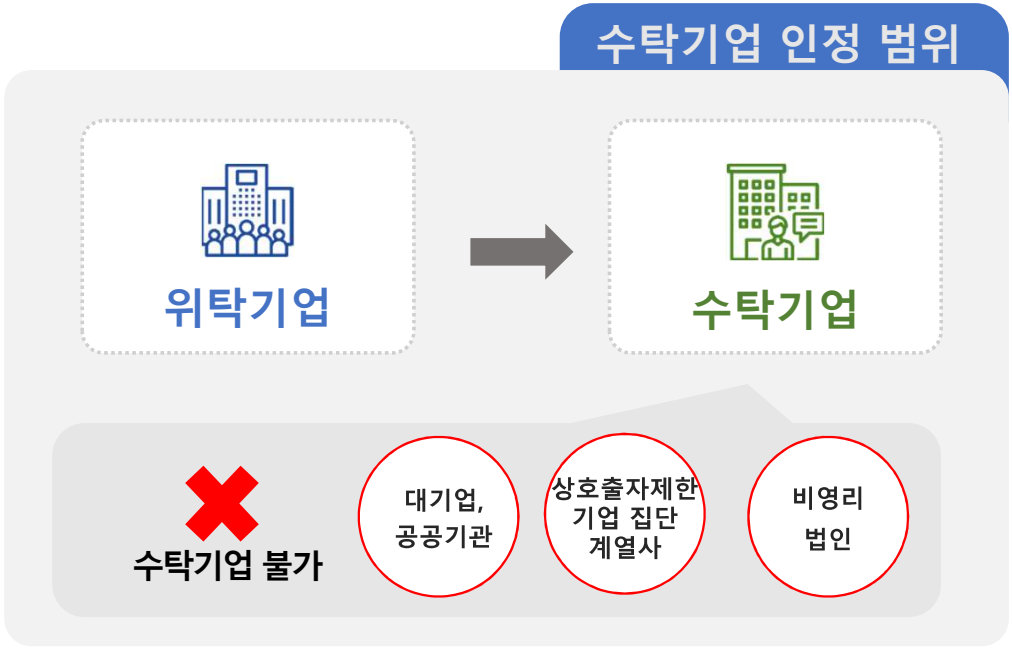 수탁기업 인정 범위
위탁기업
수탁기업
수탁기업 불가
대기업,
공공기관
상호출자제한
기업 집단
계열사
비영리
법인